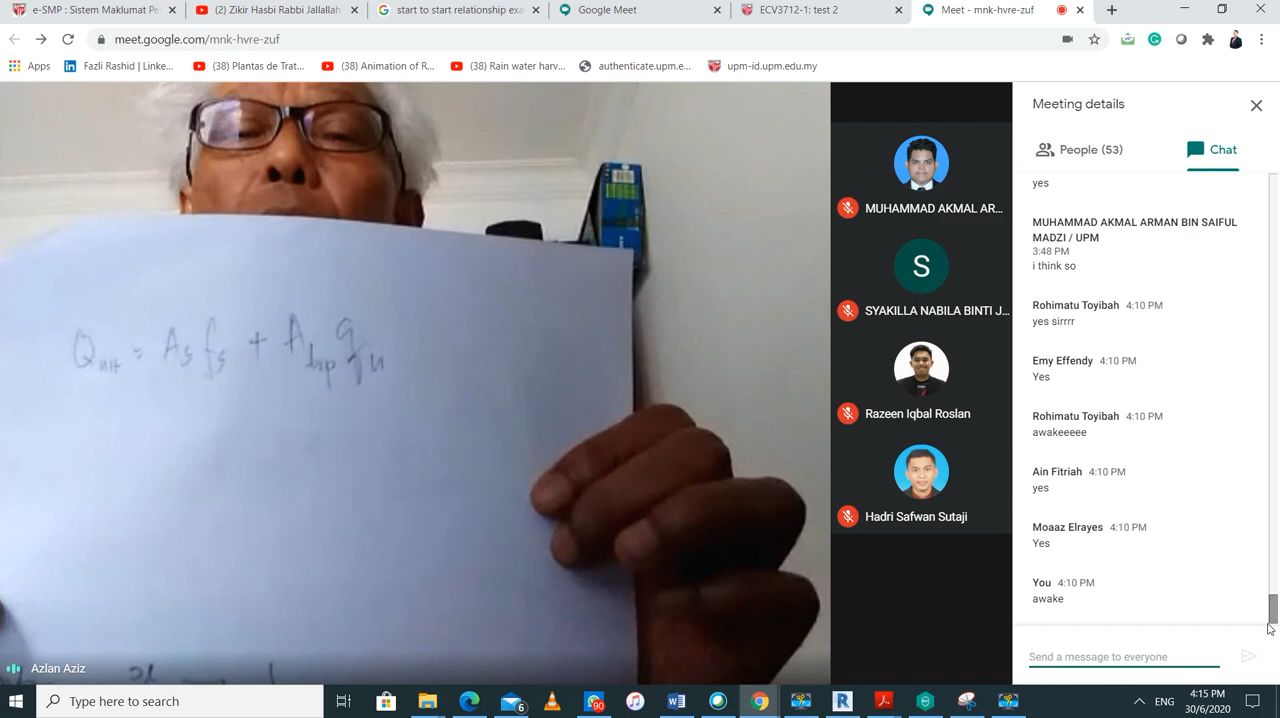 e-SMP : Sistem Maklumat Pel
(2) Zikir Hasbi Rabbi Jallallah
start to start relationship exa
Google Meet
ECV3712-1: test 2
Meet - mnk-hvre-zuf
meet.google.com/mnk-hvre-zuf
Apps
Fazli Rashid | Linke...
(38) Plantas de Trat...
(38) Animation of R...
(38) Rain water harv...
authenticate.upm.e...
upm-id.upm.edu.my
Meeting details
People (53)
Chat
yes
MUHAMMAD AKMAL ARMAN BIN SAIFUL
MADZI / UPM
3:48 PM
i think so
Rohimatu Toyibah 4:10 PM
yes sirrrr
Emy Effendy 4:10 PM
Yes
Rohimatu Toyibah 4:10 PM
awakeeeee
Ain Fitriah 4:10 PM
yes
Moaaz Elrayes 4:10 PM
Yes
You 4:10 PM
awake
Send a message to everyone
MUHAMMAD AKMAL AR...
S
SYAKILLA NABILA BINTI J...
Razeen Iqbal Roslan
Hadri Safwan Sutaji
Qult = As fs + Atip qu
Azlan Aziz
Type here to search
6
90
ENG
4:15 PM
30/6/2020